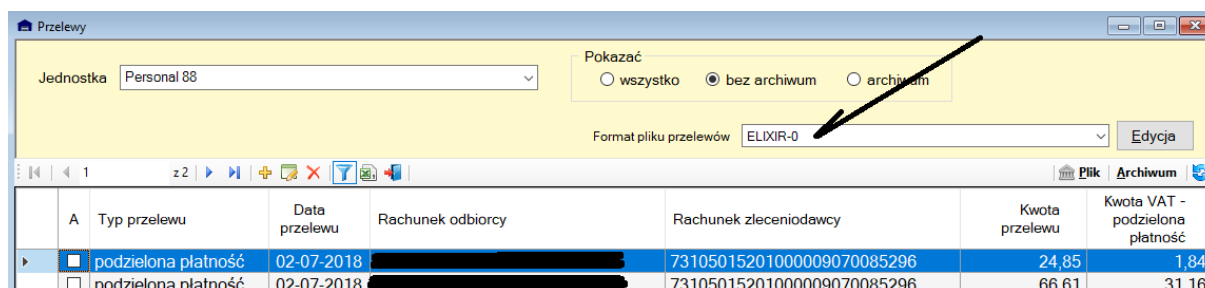 Przelewy
Pokazać
Jednostka Personal 88 wszystko bez archiwum archiwum
Format pliku przelewów ELIXIR-0 Edycja
1 z 2 Plik Archiwum
A Typ przelewu Data przelewu Rachunek odbiorcy Rachunek zleceniodawcy Kwota przelewu Kwota VAT - podzielona płatność
podzielona płatność 02-07-2018 73105015201000009070085296 24,85 1,84
podzielona płatność 02-07-2018 73105015201000009070085296 66,61 31,16